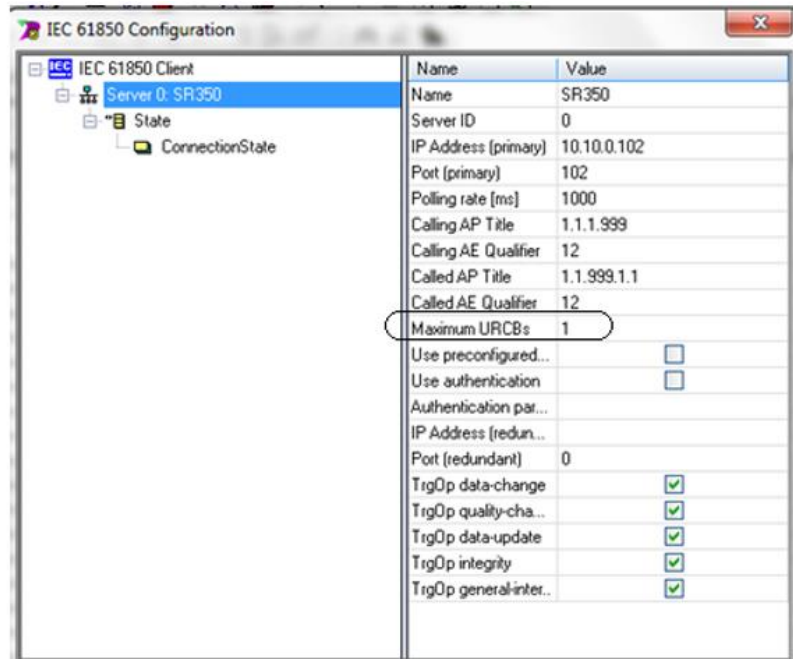 IEC 61850 Configuration
x
IEC IEC 61850 Client
Server 0: SR350
State
ConnectionState
Name Value
Name SR350
Server ID 0
IP Address (primary) 10.10.0.102
Port (primary) 102
Polling rate [ms] 1000
Calling AP Title 1.1.1.999
Calling AE Qualifier 12
Called AP Title 1.1.999.1.1
Called AE Qualifier 12
Maximum URCBs 1
Use preconfigured...
Use authentication
Authentication par...
IP Address (redun...
Port (redundant) 0
TrgOp data-change
TrgOp quality-cha...
TrgOp data-update
TrgOp integrity
TrgOp general-inter..